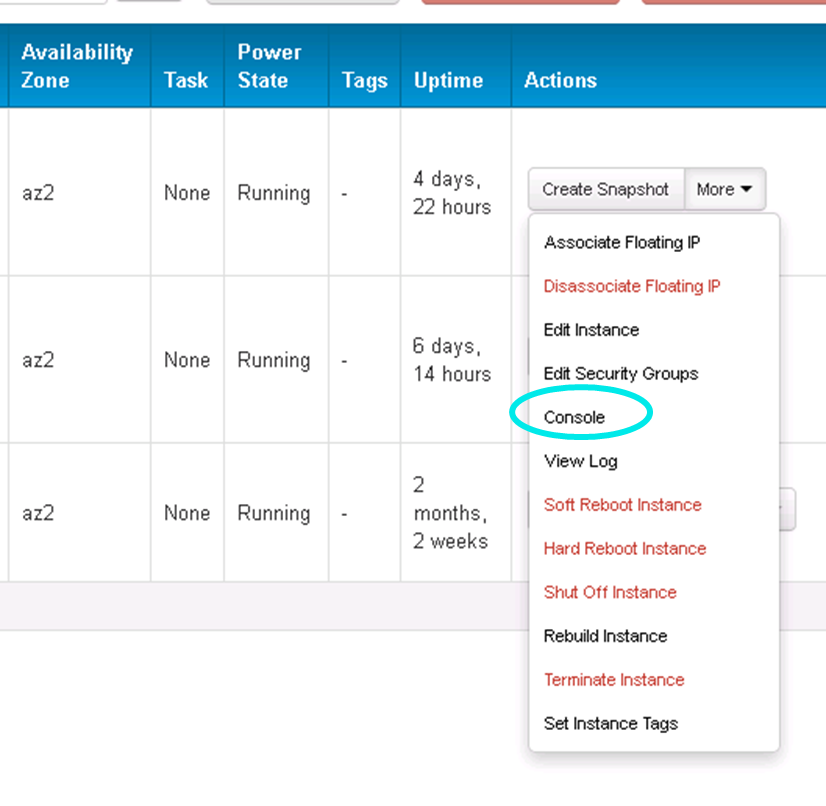 Availability Zone
Task
Power State
Tags
Uptime
Actions
az2
None
Running
-
4 days,
22 hours
Create Snapshot
More
Associate Floating IP
Disassociate Floating IP
Edit Instance
Edit Security Groups
Console
View Log
Soft Reboot Instance
Hard Reboot Instance
Shut Off Instance
Rebuild Instance
Terminate Instance
Set Instance Tags
az2
None
Running
-
6 days,
14 hours
az2
None
Running
-
2
months,
2 weeks